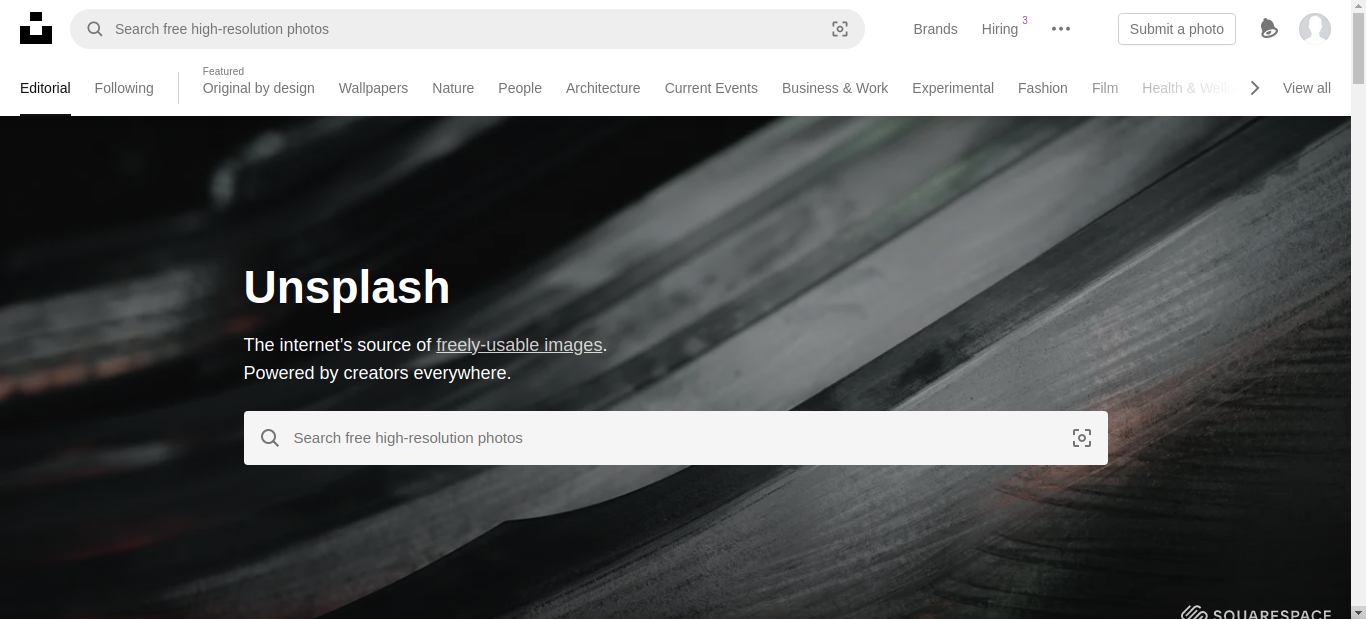 Search free high-resolution photos
Brands
Hiring 3
Submit a photo
Editorial
Following
Featured
Original by design
Wallpapers
Nature
People
Architecture
Current Events
Business & Work
Experimental
Fashion
Film
Health &
View all
Unsplash
The internet’s source of freely-usable images.
Powered by creators everywhere.
Search free high-resolution photos
SQUARESPACE